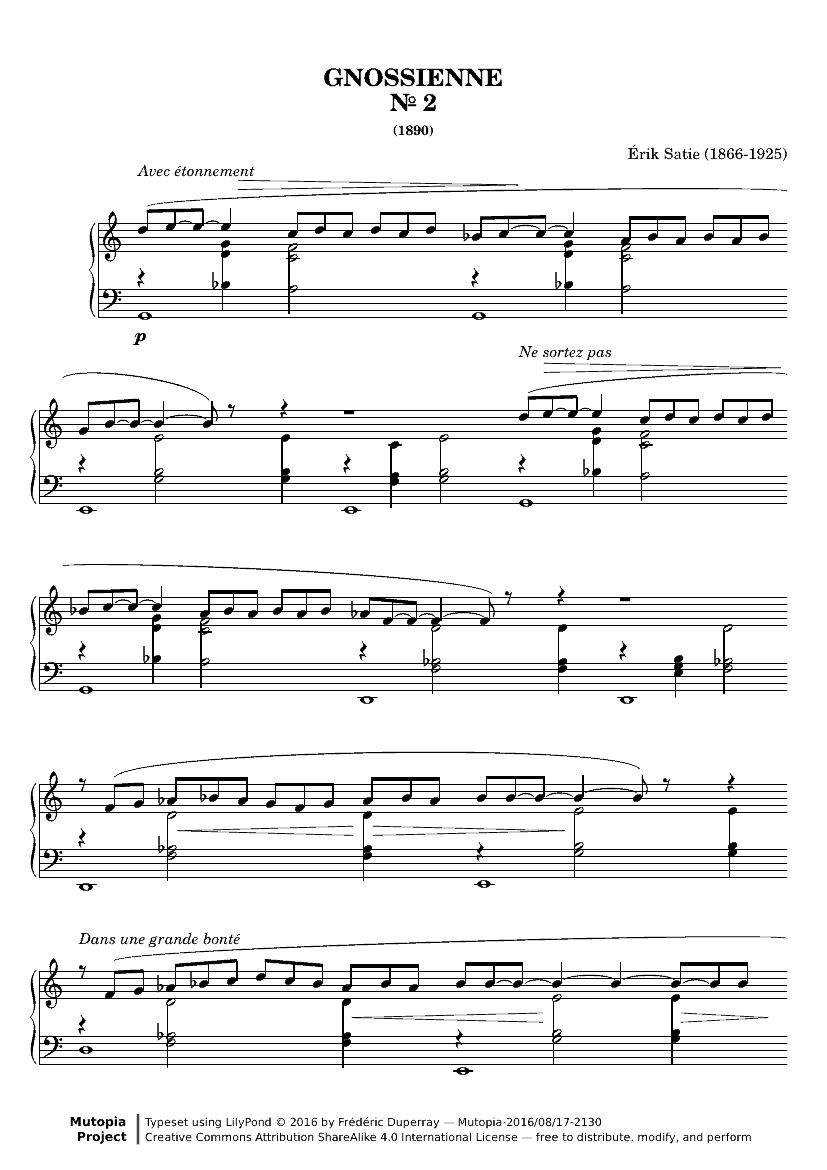 GNOSSIENNE
№ 2
(1890)
Érik Satie (1866-1925)
Avec étonnement
p
Ne sortez pas
Dans une grande bonté
Mutopia Project
Typeset using LilyPond © 2016 by Frédéric Duperray — Mutopia-2016/08/17-2130
Creative Commons Attribution ShareAlike 4.0 International License — free to distribute, modify, and perform